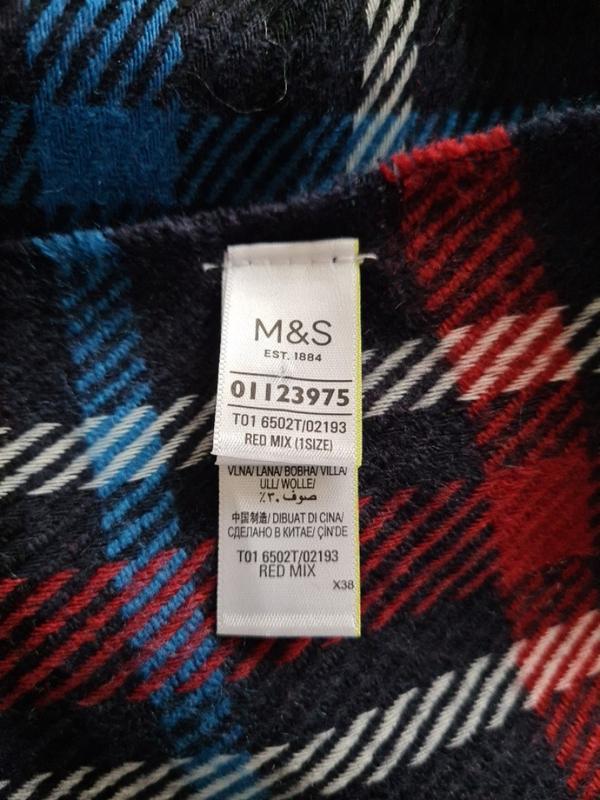 M&S
EST. 1884
01123975
T01 6502T/02193
RED MIX (1SIZE)
VLNA/ LANA/ ВОВНА/ VILLA/
ULL/ WOLLE/
صوف ٣٠٪
中国制造/ DIBUAT DI CINA/
СДЕЛАНО В КИТАЕ/ ÇİN'DE
T01 6502T/02193
RED MIX
X38